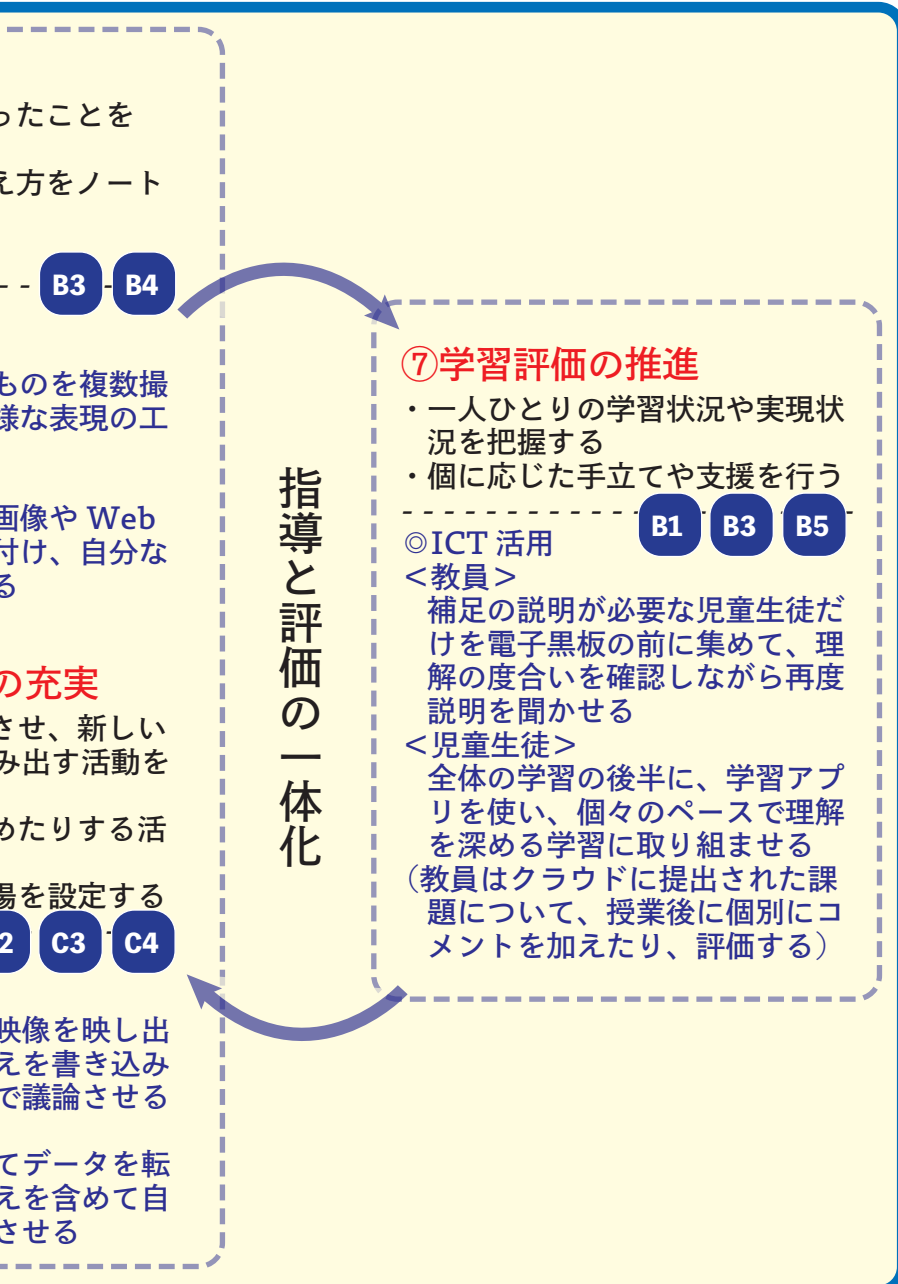 ったことを
え方をノート
B3 B4
ものを複数撮
様な表現の工
画像や Web
付け、自分な
る
の充実
させ、新しい
み出す活動を
めたりする活
場を設定する
2 C3 C4
映像を映し出
えを書き込み
で議論させる
てデータを転
えを含めて自
させる
指導と評価の一体化
⑦学習評価の推進
・一人ひとりの学習状況や実現状
況を把握する
・個に応じた手立てや支援を行う
B1 B3 B5
◎ICT 活用
＜教員＞
補足の説明が必要な児童生徒だ
けを電子黒板の前に集めて、理
解の度合いを確認しながら再度
説明を聞かせる
＜児童生徒＞
全体の学習の後半に、学習アプ
リを使い、個々のペースで理解
を深める学習に取り組ませる
（教員はクラウドに提出された課
題について、授業後に個別にコ
メントを加えたり、評価する）